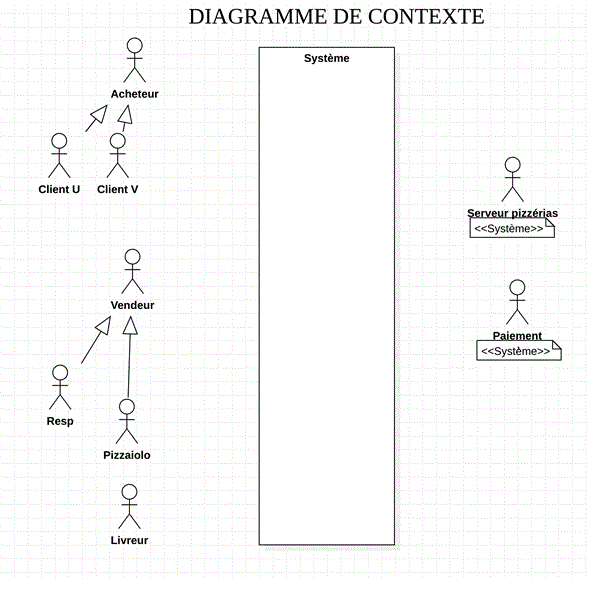 DIAGRAMME DE CONTEXTE
Système
Acheteur
Client U
Client V
Serveur pizzérias
<<Système>>
Vendeur
Paiement
<<Système>>
Resp
Pizzaiolo
Livreur